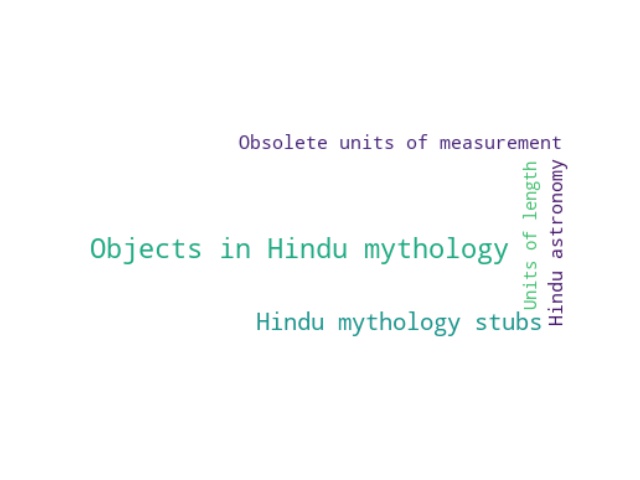 Obsolete units of measurement
Units of length
Hindu astronomy
Objects in Hindu mythology
Hindu mythology stubs